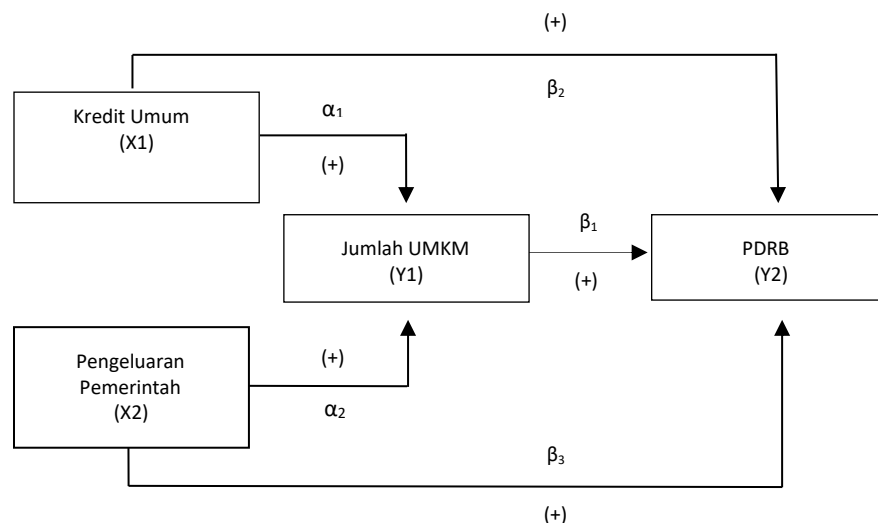 (+)
β₂
Kredit Umum
(X1)
α₁
(+)
Jumlah UMKM
(Y1)
β₁
(+)
PDRB
(Y2)
Pengeluaran
Pemerintah
(X2)
(+)
α₂
β₃
(+)